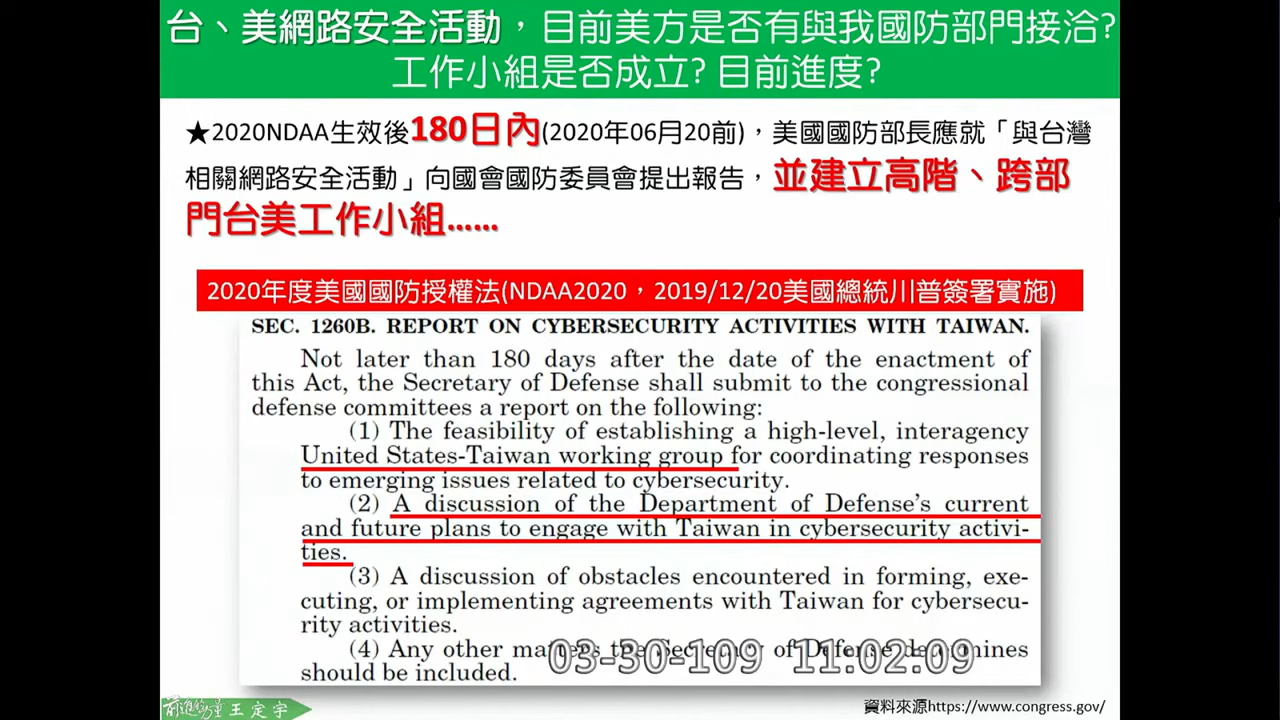 台、美網路安全活動，目前美方是否有與我國防部門接洽?
工作小組是否成立? 目前進度?
★2020NDAA生效後180日內(2020年06月20前)，美國國防部長應就「與台灣
相關網路安全活動」向國會國防委員會提出報告，並建立高階、跨部
門台美工作小組……
2020年度美國國防授權法(NDAA2020，2019/12/20美國總統川普簽署實施)
SEC. 1260B. REPORT ON CYBERSECURITY ACTIVITIES WITH TAIWAN.
Not later than 180 days after the date of the enactment of
this Act, the Secretary of Defense shall submit to the congressional
defense committees a report on the following:
(1) The feasibility of establishing a high-level, interagency
United States-Taiwan working group for coordinating responses
to emerging issues related to cybersecurity.
(2) A discussion of the Department of Defense's current
and future plans to engage with Taiwan in cybersecurity activi-
ties.
(3) A discussion of obstacles encountered in forming, exe-
cuting, or implementing agreements with Taiwan for cybersecu-
rity activities.
(4) Any other matters the Secretary of Defense determines
should be included.
03-30-109 11:02:09
王定宇
資料來源https://www.congress.gov/